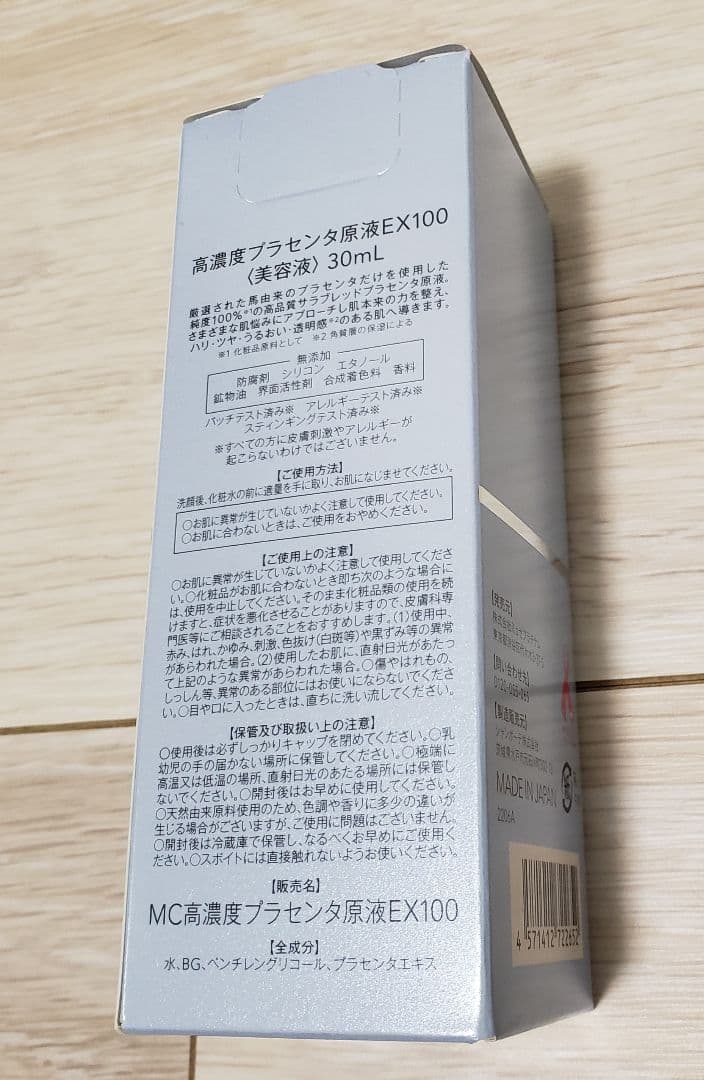 高濃度プラセンタ原液EX100
〈美容液〉 30mL
厳選された馬由来のプラセンタだけを使用した
純度100%※1の高品質サラブレッドプラセンタ原液。
さまざまな肌悩みにアプローチし肌本来の力を整え、
ハリ・ツヤ・うるおい・透明感※2のある肌へ導きます。
※1 化粧品原料として ※2 角質層の保湿による
無添加
防腐剤 シリコン エタノール
鉱物油 界面活性剤 合成着色料 香料
パッチテスト済み※ アレルギーテスト済み※
スティンギングテスト済み※
※すべての方に皮膚刺激やアレルギーが
起こらないわけではございません。
【ご使用方法】
洗顔後、化粧水の前に適量を手に取り、お肌になじませてください。
○お肌に異常が生じていないかよく注意して使用してください。
○お肌に合わないときは、ご使用をおやめください。
【ご使用上の注意】
○お肌に異常が生じていないかよく注意して使用してくださ
い。○化粧品がお肌に合わないとき即ち次のような場合に
は、使用を中止してください。そのまま化粧品類の使用を続
けますと、症状を悪化させることがありますので、皮膚科専
門医等にご相談されることをおすすめします。(1)使用中、
赤み、はれ、かゆみ、刺激、色抜け(白斑等)や黒ずみ等の異常
があらわれた場合。(2)使用したお肌に、直射日光があたっ
て上記のような異常があらわれた場合。○傷やはれもの、
しっしん等、異常のある部位にはお使いにならないでくださ
い。○目や口に入ったときは、直ちに洗い流してください。
【保管及び取扱い上の注意】
○使用後は必ずしっかりキャップを閉めてください。○乳
幼児の手の届かない場所に保管してください。○極端に
高温又は低温の場所、直射日光のあたる場所には保管し
ないでください。○開封後はお早めに使用してください。
○天然由来原料使用のため、色調や香りに多少の違いが
生じる場合がございますが、ご使用に問題はございません。
○開封後は冷蔵庫で保管し、なるべくお早めにご使用く
ださい。○スポイトには直接触れないようお使いください。
【販売名】
MC高濃度プラセンタ原液EX100
【全成分】
水、BG、ペンチレングリコール、プラセンタエキス
【発売元】
株式会社ミュゼプラチナム
【問い合わせ先】
【製造販売元】
シャンボーテ株式会社
MADE IN JAPAN
2206A
4 571412 722652